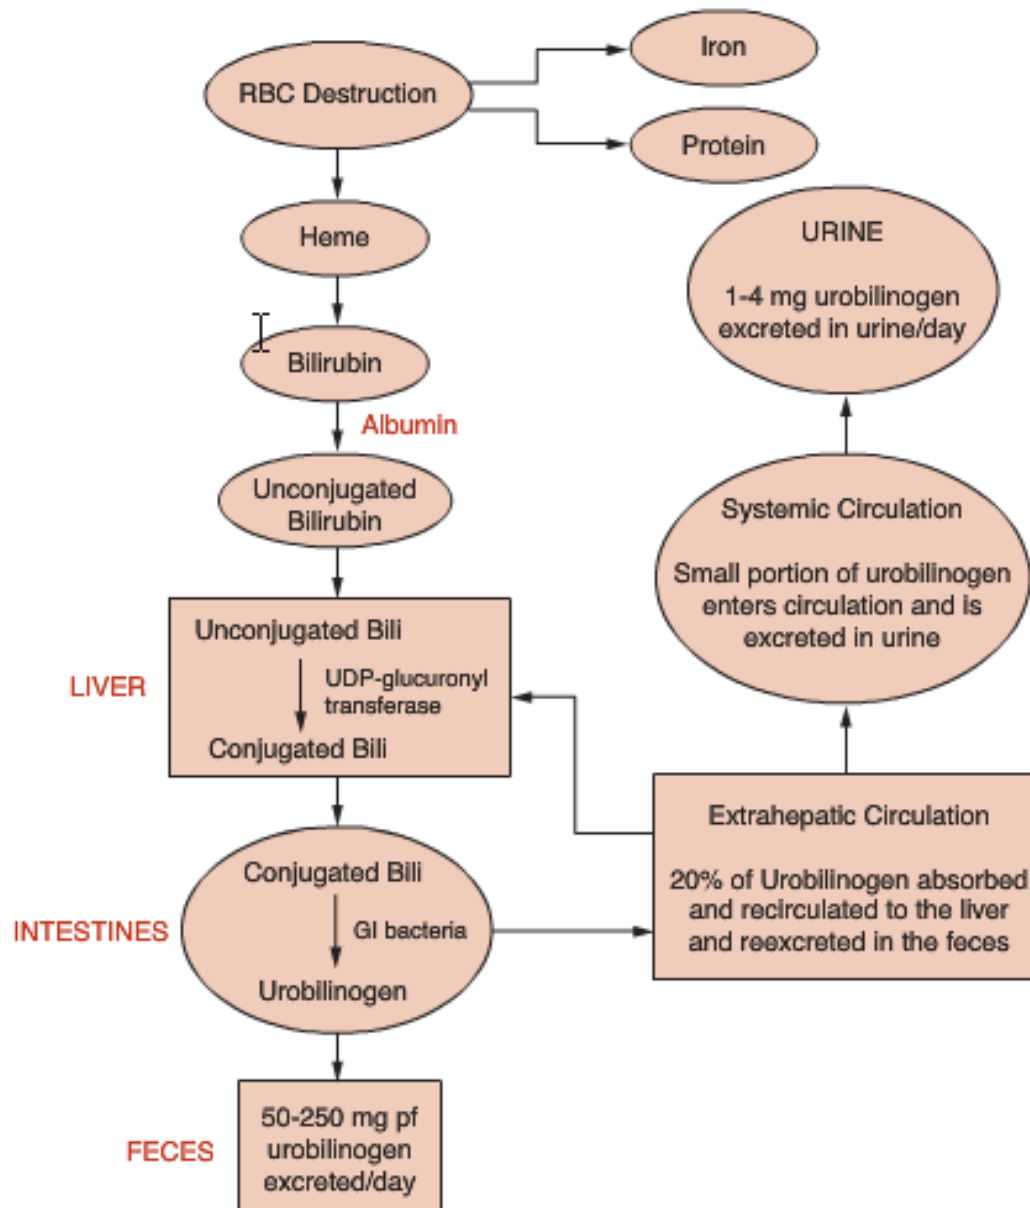 RBC Destruction
Iron
Protein
Heme
Bilirubin
Albumin
Unconjugated
Bilirubin
LIVER
Unconjugated Bili
UDP-glucuronyl
transferase
Conjugated Bili
INTESTINES
Conjugated Bili
GI bacteria
Urobilinogen
FECES
50-250 mg pf
urobilinogen
excreted/day
Extrahepatic Circulation
20% of Urobilinogen absorbed
and recirculated to the liver
and reexcreted in the feces
Systemic Circulation
Small portion of urobilinogen
enters circulation and is
excreted in urine
URINE
1-4 mg urobilinogen
excreted in urine/day